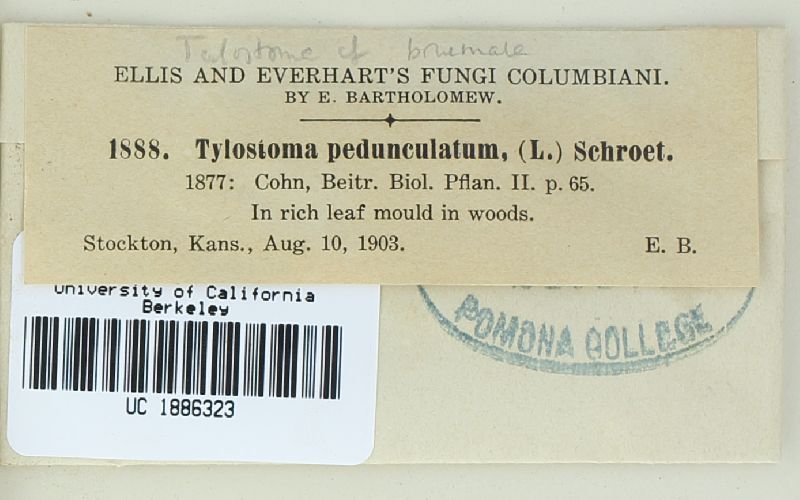 Tylostoma cf brumale
ELLIS AND EVERHART'S FUNGI COLUMBIANI.
BY E. BARTHOLOMEW.
1888. Tylostoma pedunculatum, (L.) Schroet.
1877: Cohn, Beitr. Biol. Pflan. II. p. 65.
In rich leaf mould in woods.
Stockton, Kans., Aug. 10, 1903. E. B.
University of California
Berkeley
UC 1886323
POMONA COLLEGE